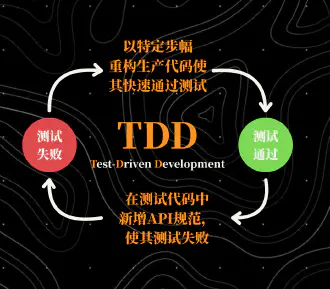 以特定步幅
重构生产代码使
其快速通过测试
测试
失败
TDD
Test-Driven Development
测试
通过
在测试代码中
新增API规范,
使其测试失败